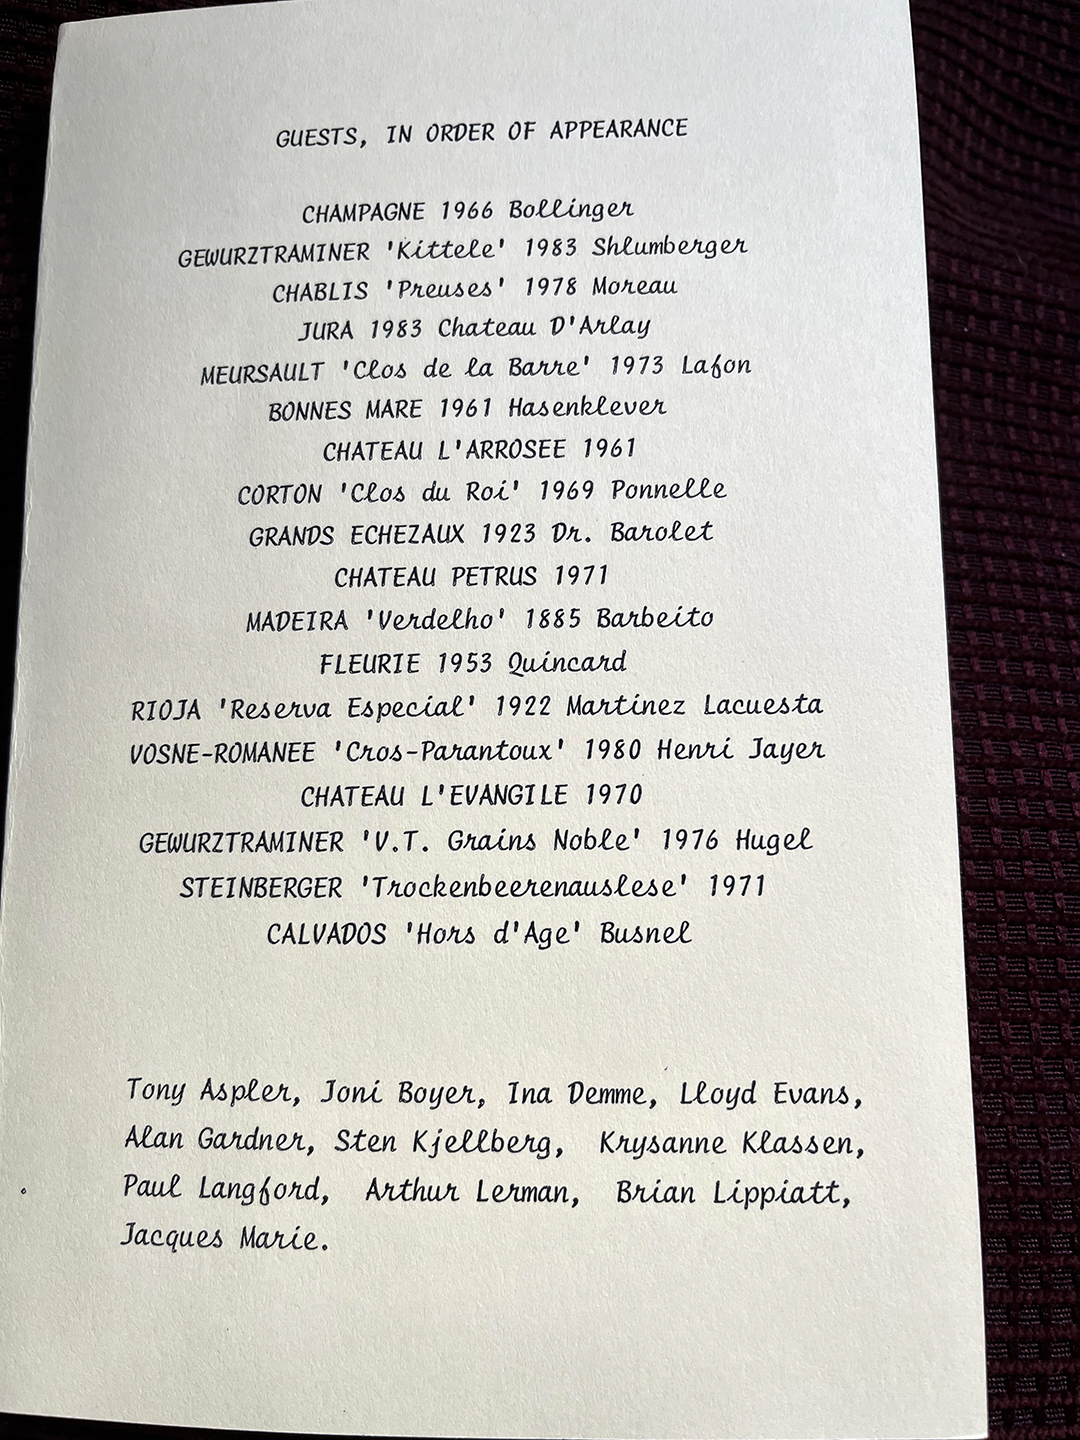 GUESTS, IN ORDER OF APPEARANCE
CHAMPAGNE 1966 Bollinger
GEWURZTRAMINER 'Kittele' 1983 Shlumberger
CHABLIS 'Preuses' 1978 Moreau
JURA 1983 Chateau D'Arlay
MEURSAULT 'Clos de la Barre' 1973 Lafon
BONNES MARE 1961 Hasenklever
CHATEAU L'ARROSEE 1961
CORTON 'Clos du Roi' 1969 Ponnelle
GRANDS ECHEZAUX 1923 Dr. Barolet
CHATEAU PETRUS 1971
MADEIRA 'Verdelho' 1885 Barbeito
FLEURIE 1953 Quincard
RIOJA 'Reserva Especial' 1922 Martinez Lacuesta
VOSNE-ROMANEE 'Cros-Parantoux' 1980 Henri Jayer
CHATEAU L'EVANGILE 1970
GEWURZTRAMINER 'V.T. Grains Noble' 1976 Hugel
STEINBERGER 'Trockenbeerenauslese' 1971
CALVADOS 'Hors d'Age' Busnel
Tony Aspler, Joni Boyer, Ina Demme, Lloyd Evans,
Alan Gardner, Sten Kjellberg, Krysanne Klassen,
Paul Langford, Arthur Lerman, Brian Lippiatt,
Jacques Marie.